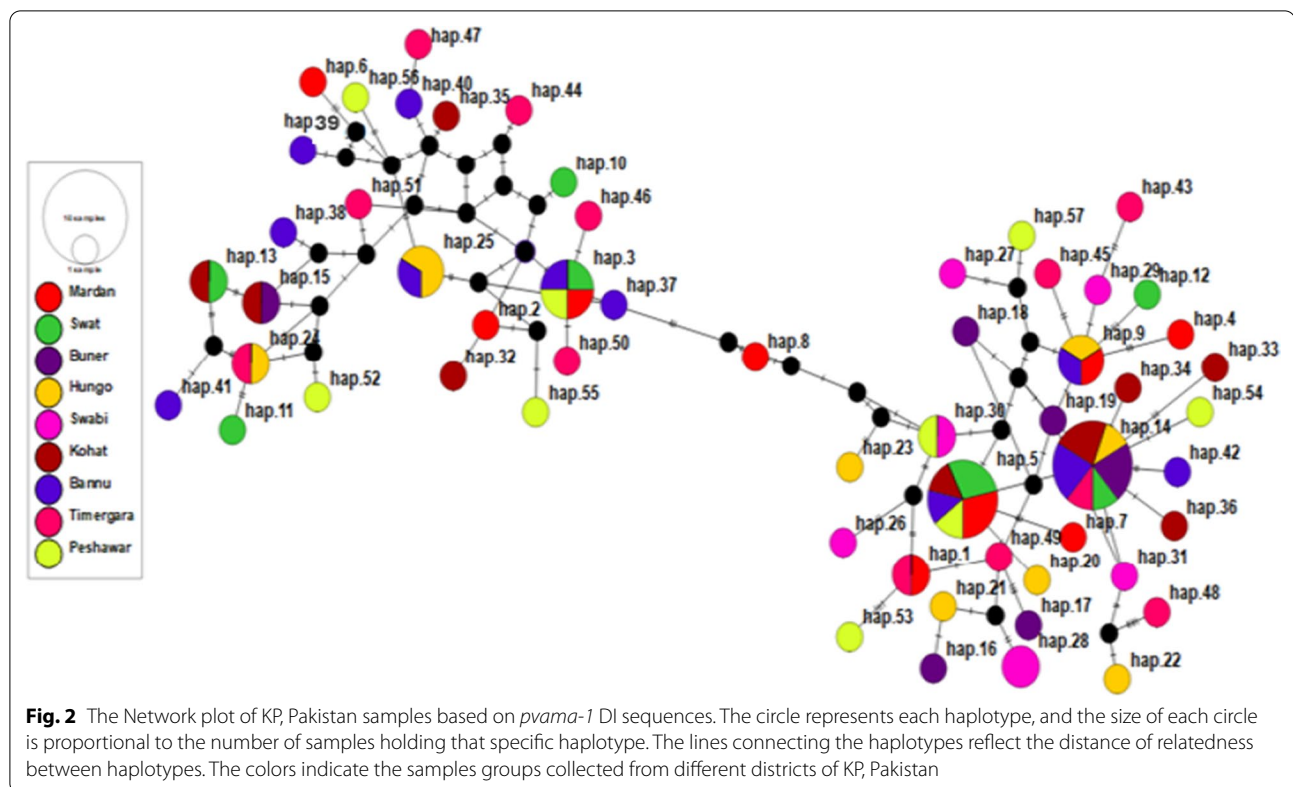 hap.47
hap.6
hap.56
hap.40
hap.35
hap.44
hap.39
hap.10
hap.51
hap.46
hap.38
hap.25
hap.13
hap.3
hap.15
hap.37
hap.2
hap.24
hap.50
hap.32
hap.52
hap.41
hap.11
hap.55
hap.8
hap.43
hap.57
hap.27
hap.45
hap.29
hap.12
hap.18
hap.9
hap.4
hap.33
hap.34
hap.19
hap.54
hap.30
hap.14
hap.23
hap.5
hap.42
hap.36
hap.7
hap.26
hap.49
hap.20
hap.31
hap.1
hap.21
hap.17
hap.48
hap.53
hap.28
hap.16
hap.22
10 samples
1 sample
Mardan
Swat
Buner
Hungo
Swabi
Kohat
Bannu
Timergara
Peshawar
Fig. 2 The Network plot of KP, Pakistan samples based on pvama-1 DI sequences. The circle represents each haplotype, and the size of each circle
is proportional to the number of samples holding that specific haplotype. The lines connecting the haplotypes reflect the distance of relatedness
between haplotypes. The colors indicate the samples groups collected from different districts of KP, Pakistan